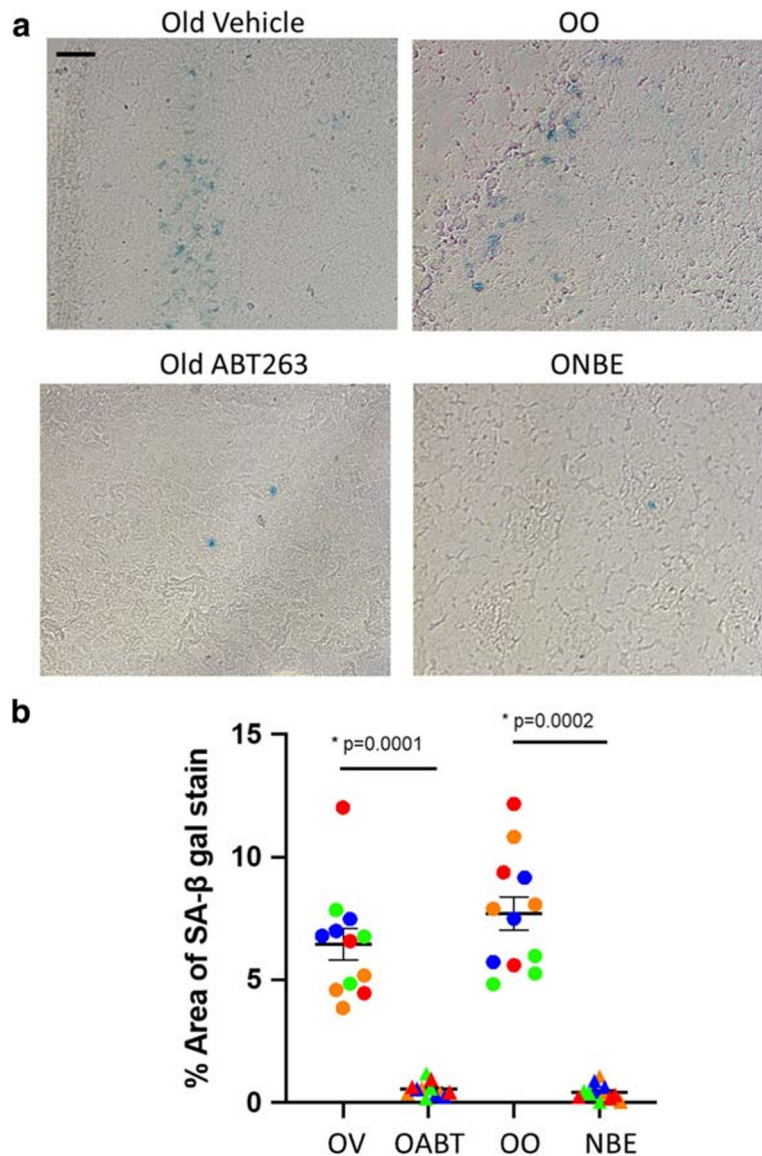 a
Old Vehicle
OO
Old ABT263
ONBE
b
* p=0.0001
* p=0.0002
% Area of SA-β gal stain
15
10
5
0
OV OABT OO NBE